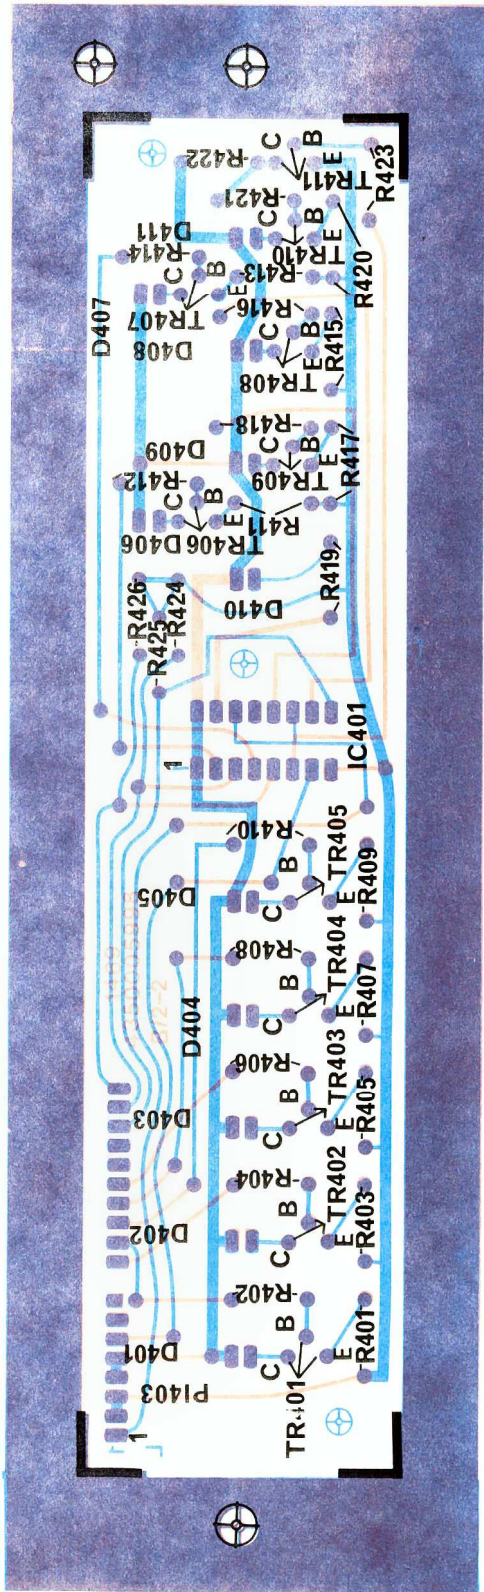 R422
C
B
E
TR411
R423
R421
C
B
E
TR410
R420
D411
R414
C
B
E
TR407
R413
D407
D408
R416
C
B
E
TR408
R415
D409
R418
C
B
E
TR409
R417
R412
C
B
E
TR406
D406
R411
R426
R425
R424
D410
R419
1
IC401
R410
B
C
E
TR405
R409
D405
R408
B
C
E
TR404
R407
D404
R406
B
C
E
TR403
R405
D403
R404
B
C
E
TR402
R403
D402
R402
B
C
E
TR401
R401
D401
PI403
1